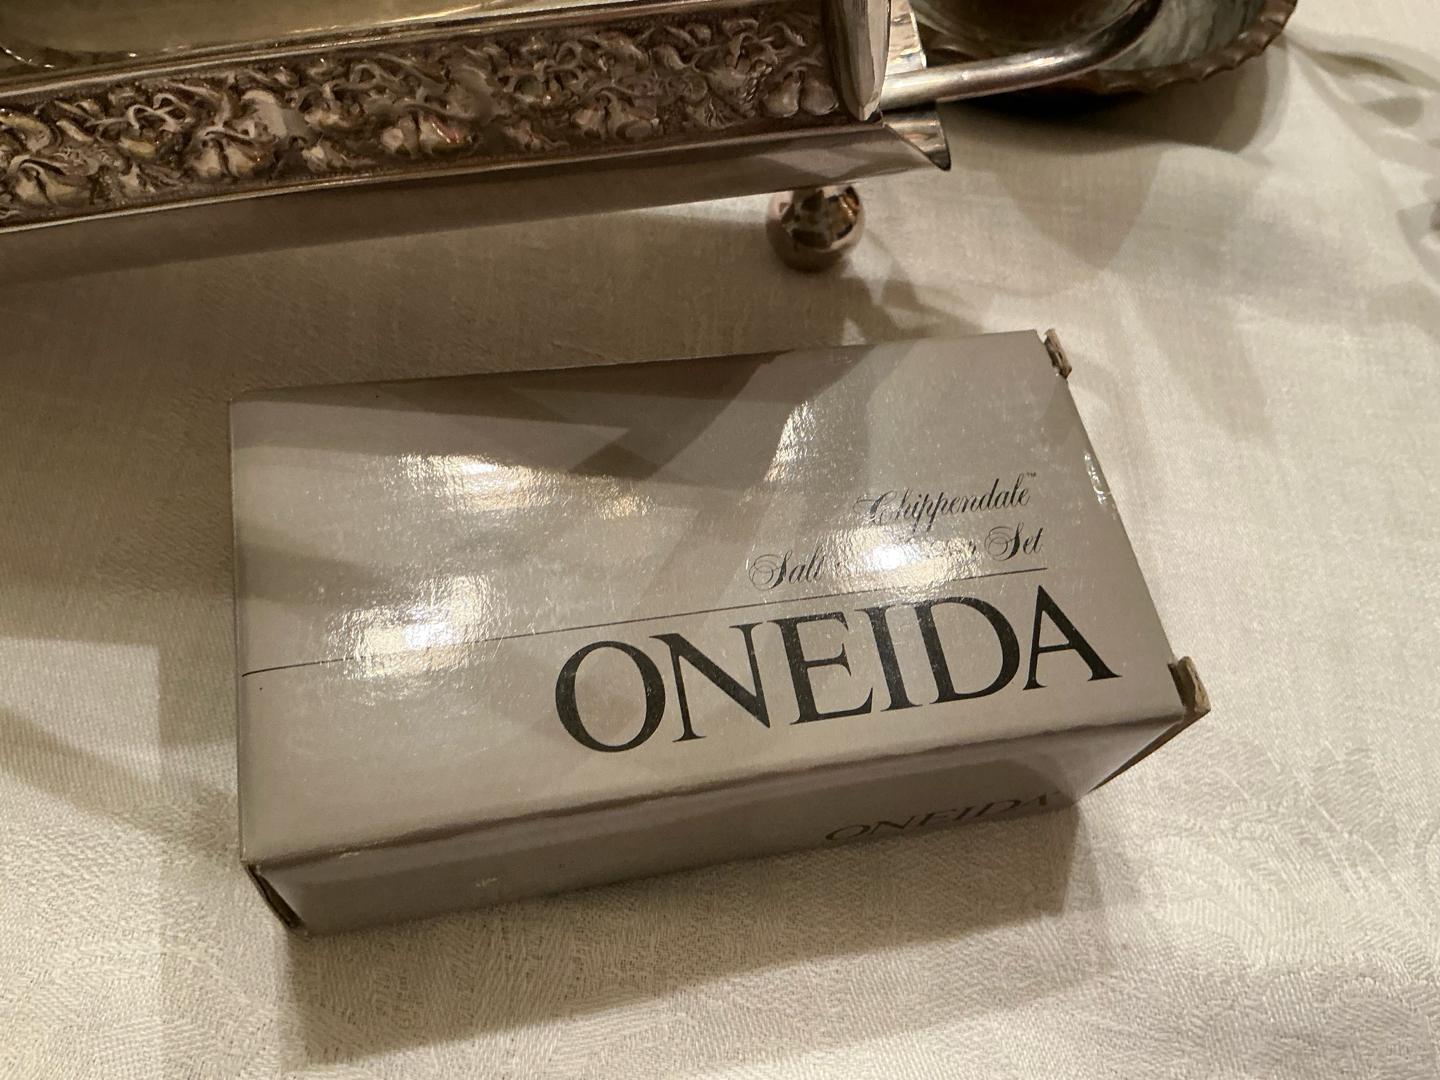 Chippendale™
Salt Set
ONEIDA
ONEIDA